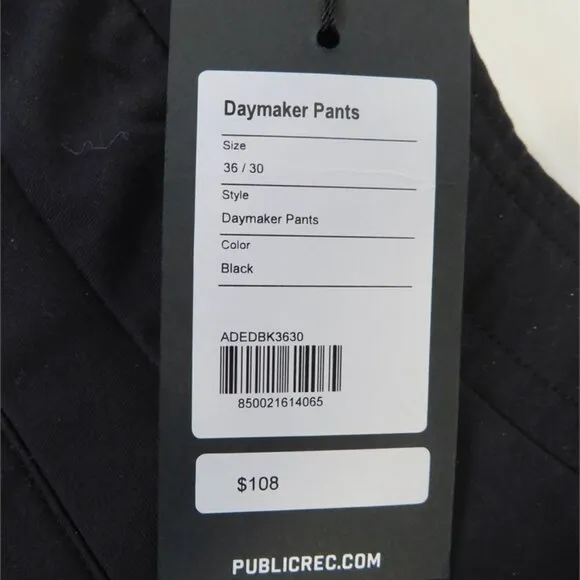 Daymaker Pants
Size
36 / 30
Style
Daymaker Pants
Color
Black
ADEDBK3630
850021614065
$108
PUBLICREC.COM